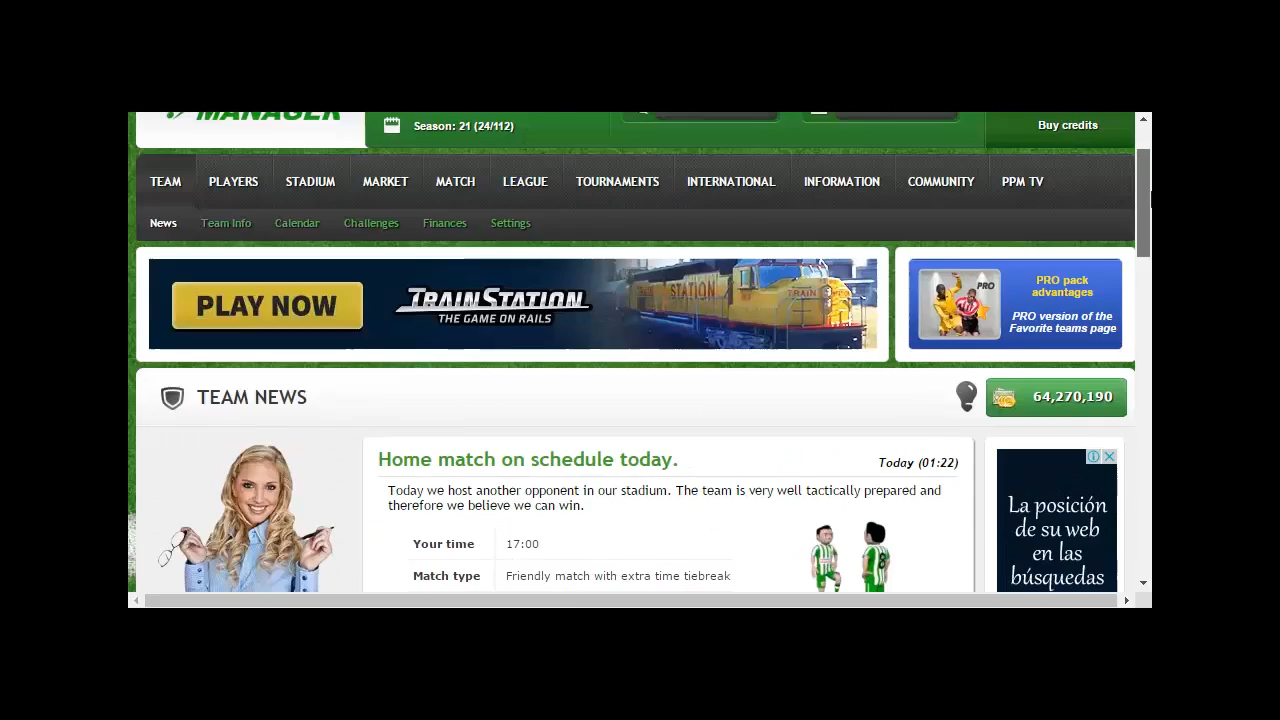 MANAGER
Season: 21 (24/112)
Buy credits
TEAM PLAYERS STADIUM MARKET MATCH LEAGUE TOURNAMENTS INTERNATIONAL INFORMATION COMMUNITY PPM TV
News Team Info Calendar Challenges Finances Settings
PLAY NOW
TRAINSTATION
THE GAME ON RAILS
STATION
TRAIN
PRO
PRO pack
advantages
PRO version of the
Favorite teams page
TEAM NEWS
64,270,190
Home match on schedule today.
Today (01:22)
Today we host another opponent in our stadium. The team is very well tactically prepared and
therefore we believe we can win.
Your time 17:00
Match type Friendly match with extra time tiebreak
La posición
de su web
en las
búsquedas